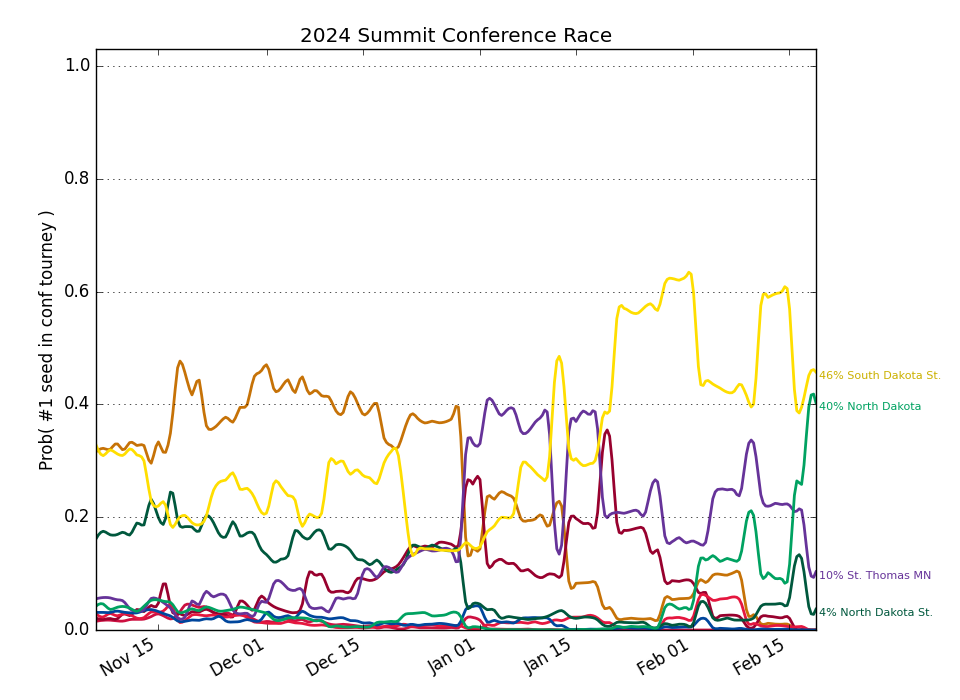 2024 Summit Conference Race
Prob( #1 seed in conf tourney )
1.0
0.8
0.6
0.4
0.2
0.0
46% South Dakota St.
40% North Dakota
10% St. Thomas MN
4% North Dakota St.
Nov 15
Dec 01
Dec 15
Jan 01
Jan 15
Feb 01
Feb 15